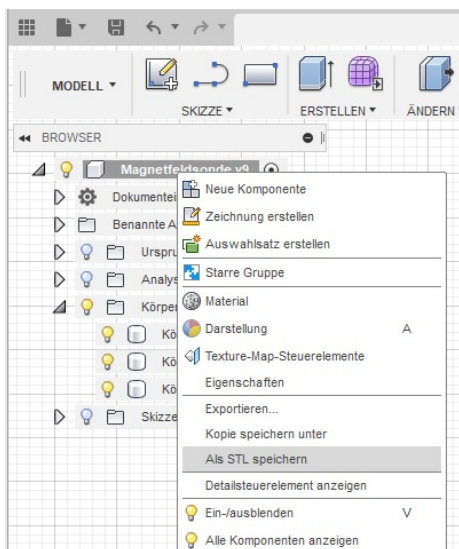 MODELL
SKIZZE
ERSTELLEN
ÄNDERN
BROWSER
Magnetfeldsonde v9
Neue Komponente
Dokumentei
Zeichnung erstellen
Benannte A
Auswahlsatz erstellen
Urspru
Starre Gruppe
Analys
Material
Körper
Darstellung A
Kö
Texture-Map-Steuerelemente
Kö
Eigenschaften
Kö
Exportieren...
Skizze
Kopie speichern unter
Als STL speichern
Detailsteuerelement anzeigen
Ein-/ausblenden V
Alle Komponenten anzeigen